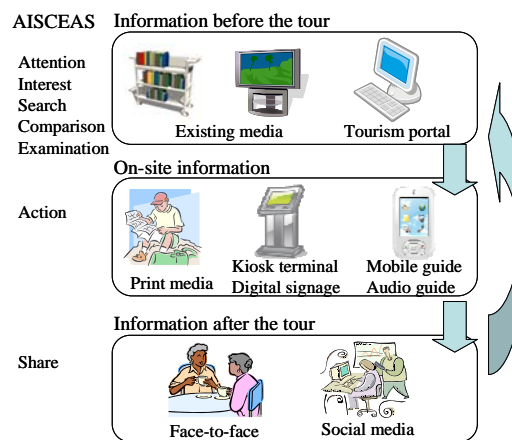 AISCEAS
Information before the tour
Attention
Interest
Search
Comparison
Examination
Existing media
Tourism portal
On-site information
Action
Print media
Kiosk terminal
Digital signage
Mobile guide
Audio guide
Information after the tour
Share
Face-to-face
Social media